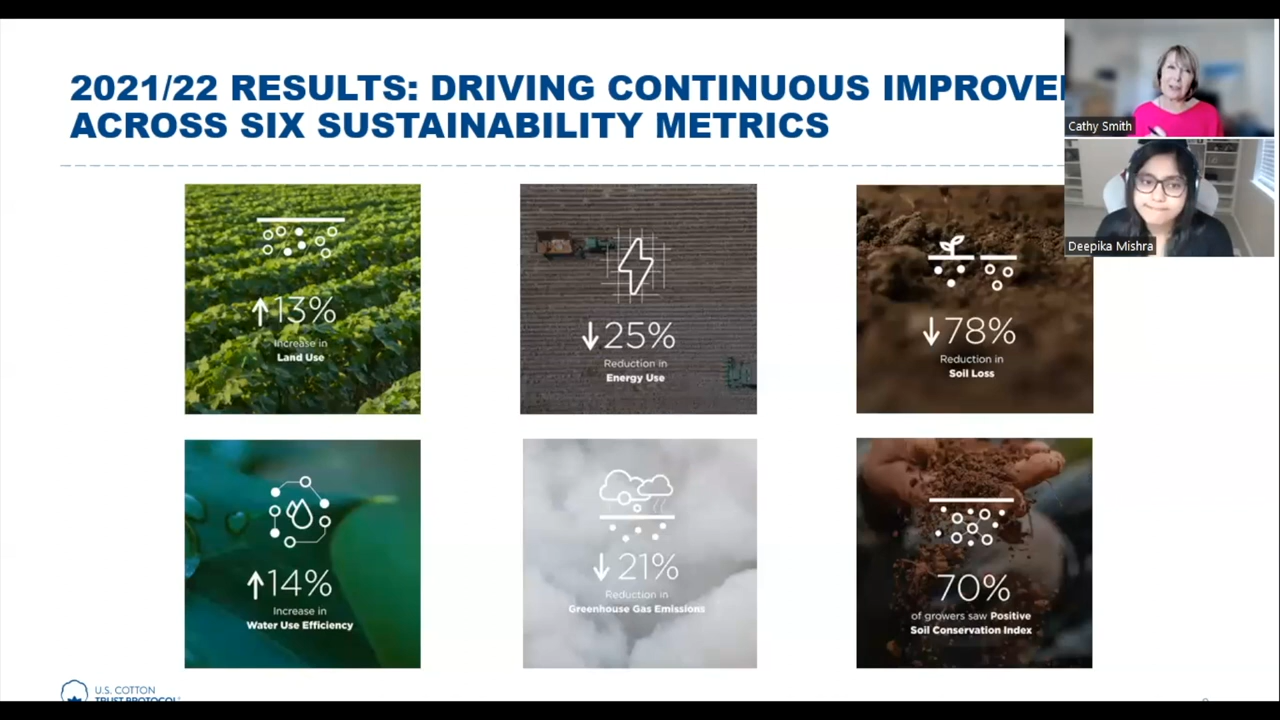 2021/22 RESULTS: DRIVING CONTINUOUS
ACROSS SIX SUSTAINABILITY METRICS
Cathy Smith
Deepika Mishra
13%
Increase in
Land Use
25%
Reduction in
Energy Use
78%
Reduction in
Soil Loss
14%
Increase in
Water Use Efficiency
21%
Reduction in
Greenhouse Gas Emissions
70%
of growers saw Positive
Soil Conservation Index
U.S. COTTON
TRUST PROTOCOL